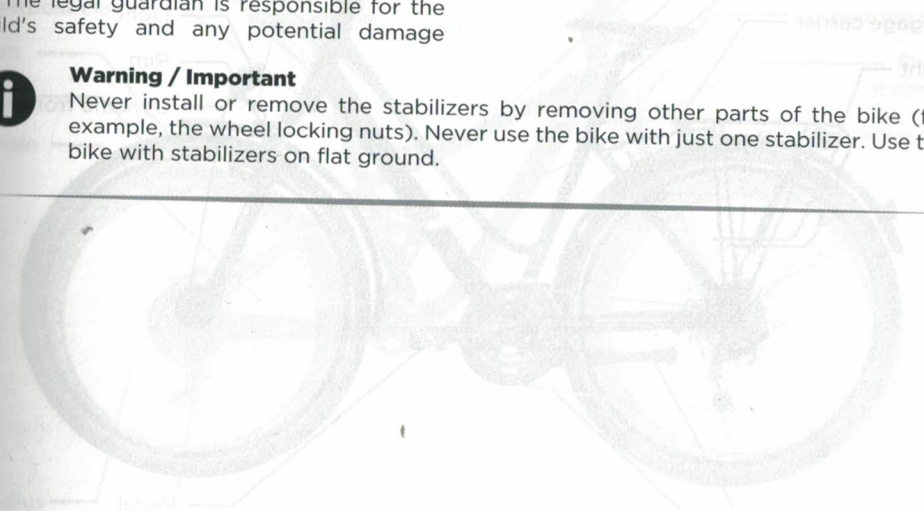 The legal guardian is responsible for the
ld's safety and any potential damage
Warning / Important
Never install or remove the stabilizers by removing other parts of the bike (f
example, the wheel locking nuts). Never use the bike with just one stabilizer. Use t
bike with stabilizers on flat ground.